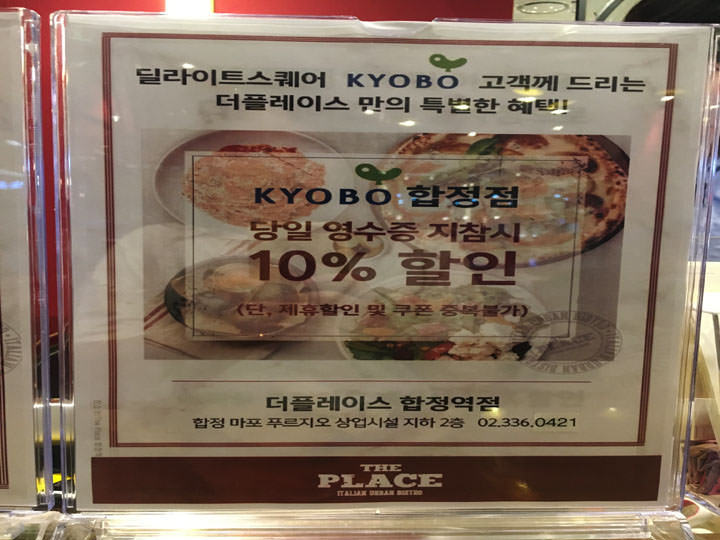 딜라이트스퀘어 KYOBO 고객께 드리는
더플레이스 만의 특별한 혜택!
KYOBO 합정점
당일 영수증 지참시
10% 할인
(단, 제휴할인 및 쿠폰 중복불가)
더플레이스 합정역점
합정 마포 푸르지오 상업시설 지하 2층 02.336.0421
THE
PLACE
ITALIAN URBAN BISTRO